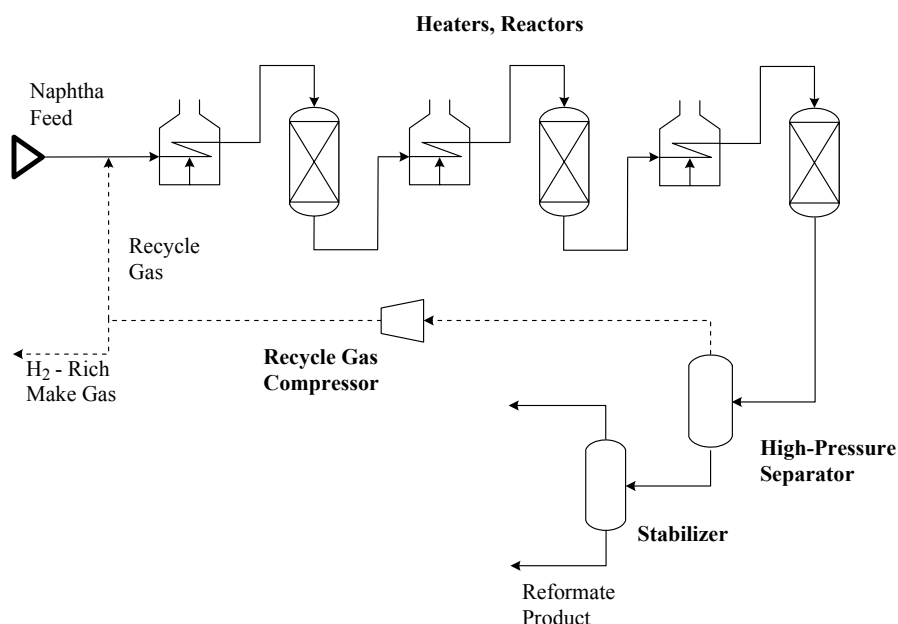 Heaters, Reactors
Naphtha
Feed
Recycle
Gas
H₂ - Rich
Make Gas
Recycle Gas
Compressor
High-Pressure
Separator
Stabilizer
Reformate
Product